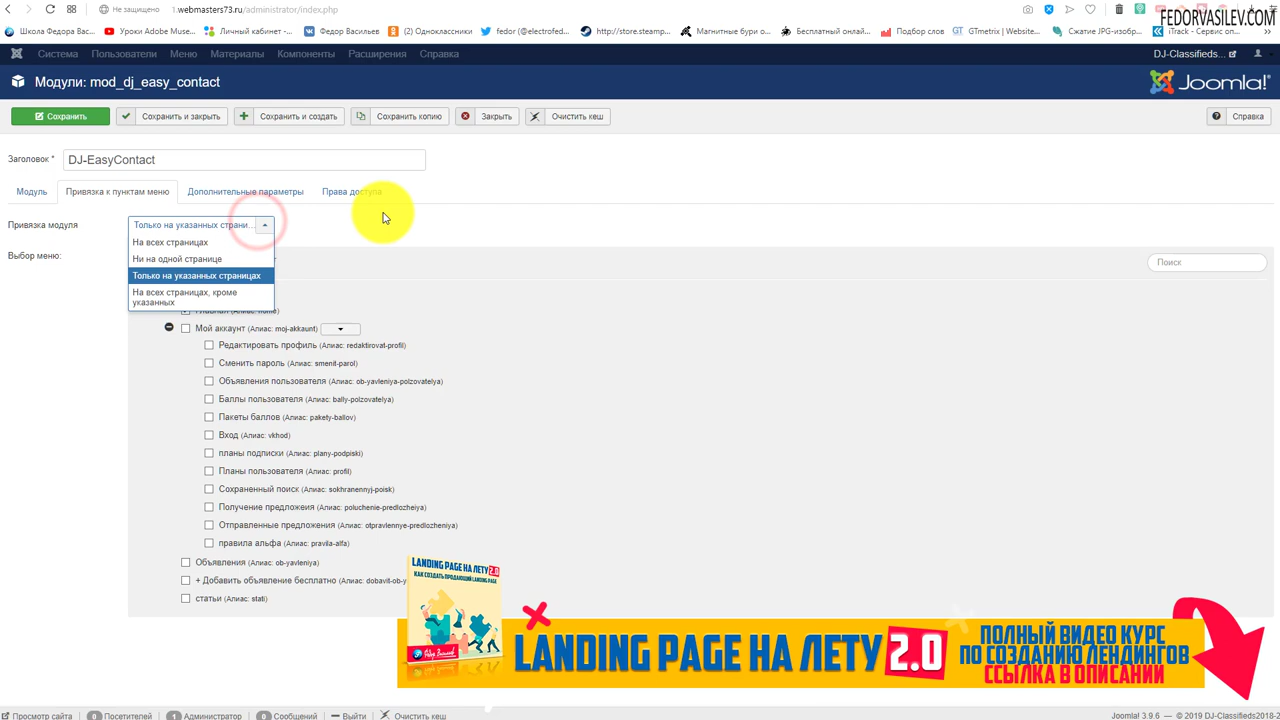 Не защищено
1.webmasters73.ru/administrator/index.php
FEDORVASILEV.COM
Школа Федора Вас...
Уроки Adobe Muse...
Личный кабинет -...
Федор Васильев
(2) Одноклассники
fedor (@electrofed...
http://store.steamp...
Магнитные бури о...
Бесплатный онлай...
Подбор слов
GTmetrix | Website...
Сжатие JPG-изобр...
iTrack - Сервис оп...
Система
Пользователи
Меню
Материалы
Компоненты
Расширения
Справка
DJ-Classifieds...
Модули: mod_dj_easy_contact
Joomla!®
Сохранить
Сохранить и закрыть
Сохранить и создать
Сохранить копию
Закрыть
Очистить кеш
Справка
Заголовок *
DJ-EasyContact
Модуль
Привязка к пунктам меню
Дополнительные параметры
Права доступа
Привязка модуля
Только на указанных страни...
На всех страницах
Ни на одной странице
Только на указанных страницах
На всех страницах, кроме
указанных
Выбор меню:
Поиск
Главная (Алиас: home)
Мой аккаунт (Алиас: moj-akkaunt)
Редактировать профиль (Алиас: redaktirovat-profil)
Сменить пароль (Алиас: smenit-parol)
Объявления пользователя (Алиас: ob-yavleniya-polzovatelya)
Баллы пользователя (Алиас: bally-polzovatelya)
Пакеты баллов (Алиас: pakety-ballov)
Вход (Алиас: vkhod)
планы подписки (Алиас: plany-podpiski)
Планы пользователя (Алиас: profil)
Сохраненный поиск (Алиас: sokhranennyj-poisk)
Получение предложеия (Алиас: poluchenie-predlozheiya)
Отправленные предложения (Алиас: otpravlennye-predlozheniya)
правила альфа (Алиас: pravila-alfa)
Объявления (Алиас: ob-yavleniya)
+ Добавить объявление бесплатно (Алиас: dobavit-ob-y
статьи (Алиас: stati)
LANDING PAGE НА ЛЕТУ 2.0
КАК СОЗДАТЬ ПРОДАЮЩИЙ LANDING PAGE
Федор Васильев
LANDING PAGE НА ЛЕТУ 2.0
ПОЛНЫЙ ВИДЕО КУРС
ПО СОЗДАНИЮ ЛЕНДИНГОВ
ССЫЛКА В ОПИСАНИИ
Просмотр сайта
0 Посетителей
1 Администратор
0 Сообщений
Выйти
Очистить кеш
Joomla! 3.9.6 — © 2019 DJ-Classifieds2018-2